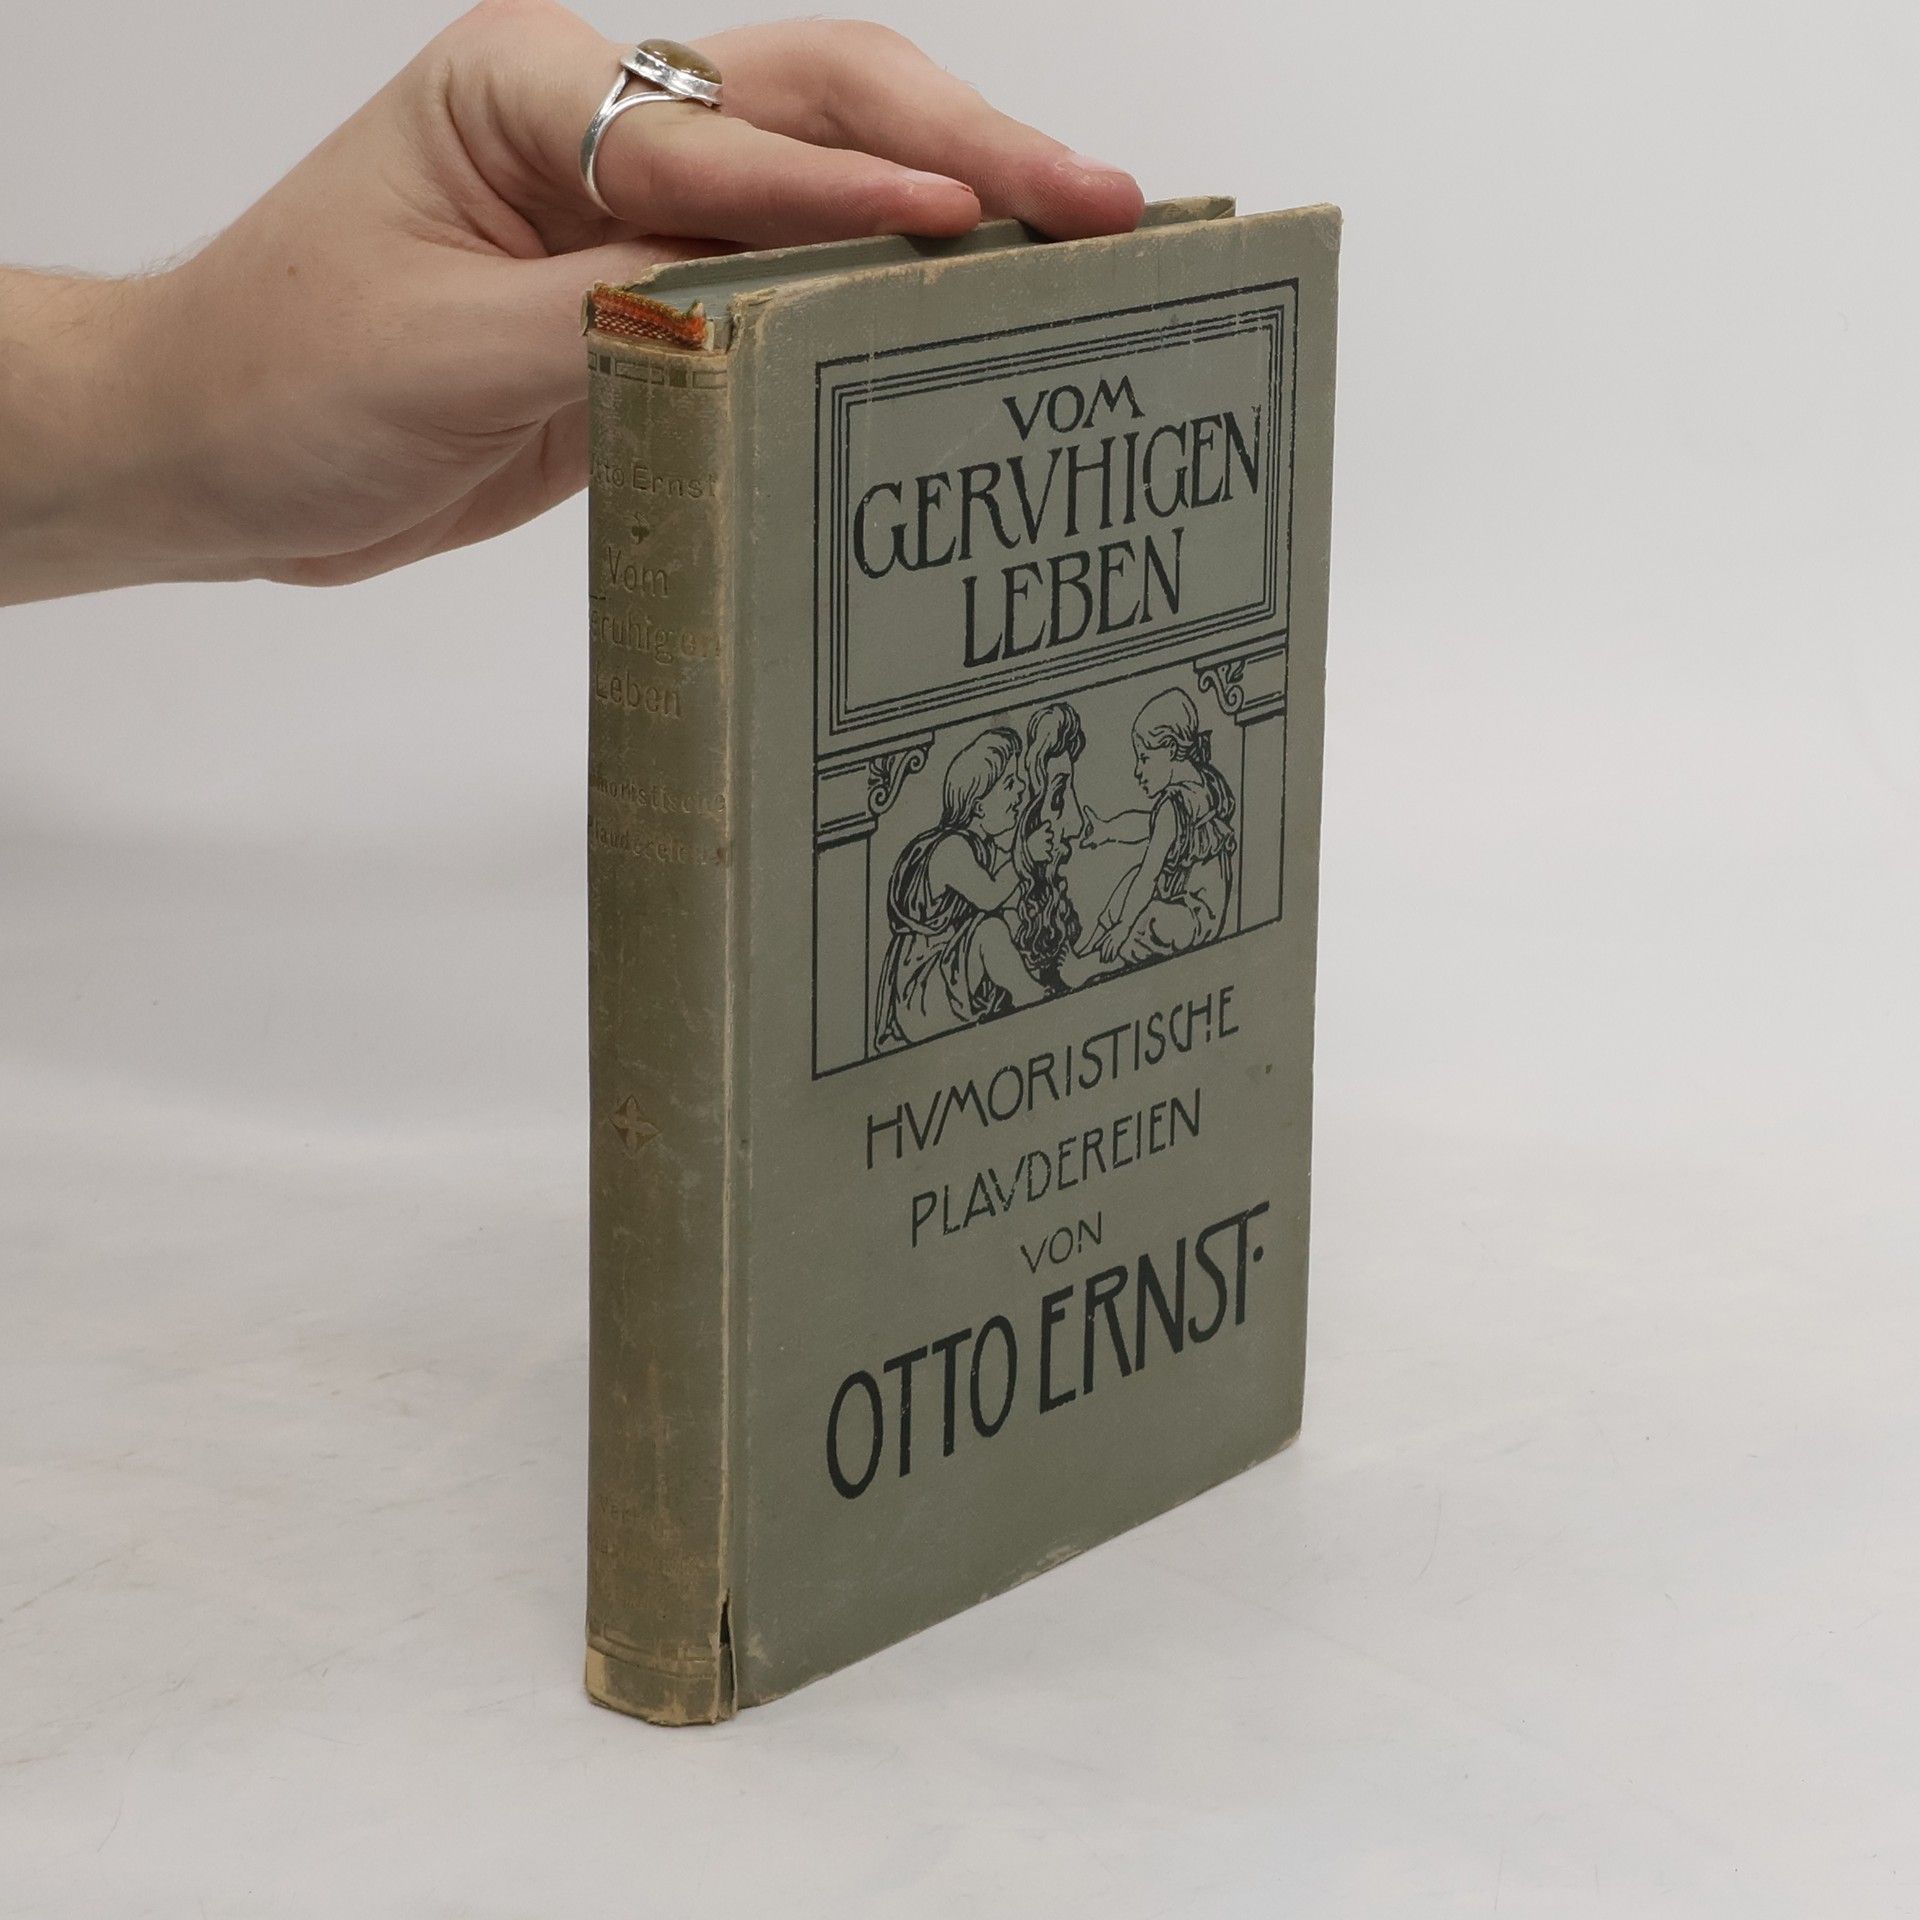 Otto Ernst
Vom
Geruhigen
Leben
Humoristische
Plaudereien
VOM
GERVHIGEN
LEBEN
HVMORISTISCHE
PLAVDEREIEN
VON
OTTO ERNST.